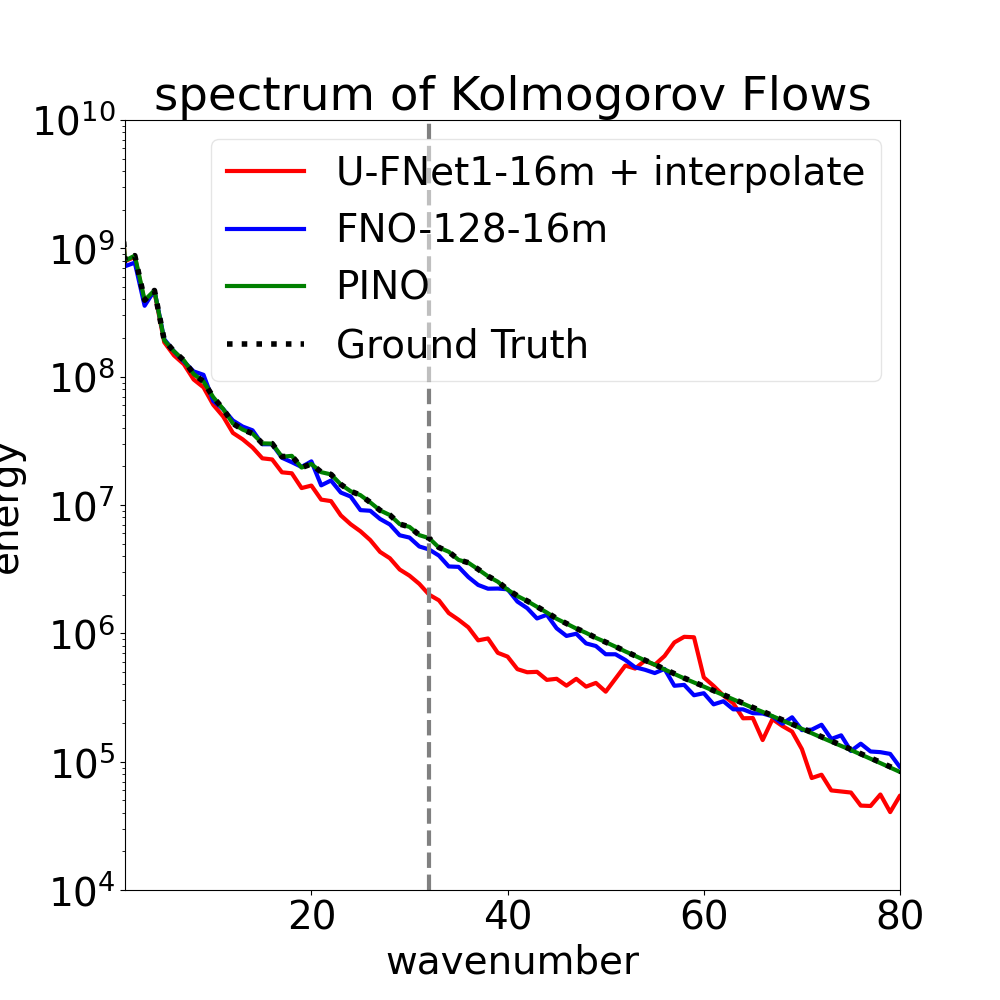 spectrum of Kolmogorov Flows
10^10
10^9
10^8
10^7
10^6
10^5
10^4
energy
U-FNet1-16m + interpolate
FNO-128-16m
PINO
Ground Truth
20 40 60 80
wavenumber